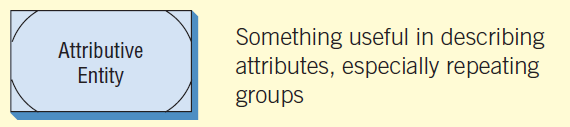 Attributive
Entity
Something useful in describing
attributes, especially repeating
groups